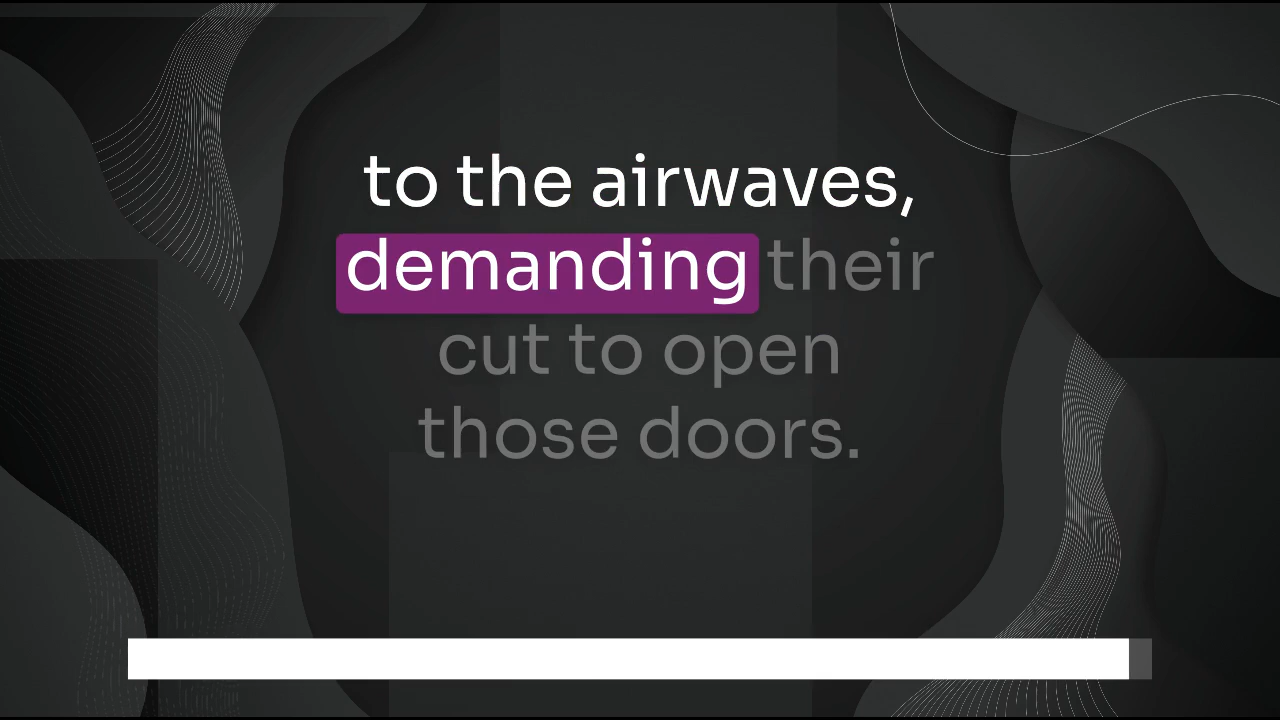 to the airwaves,
demanding their
cut to open
those doors.